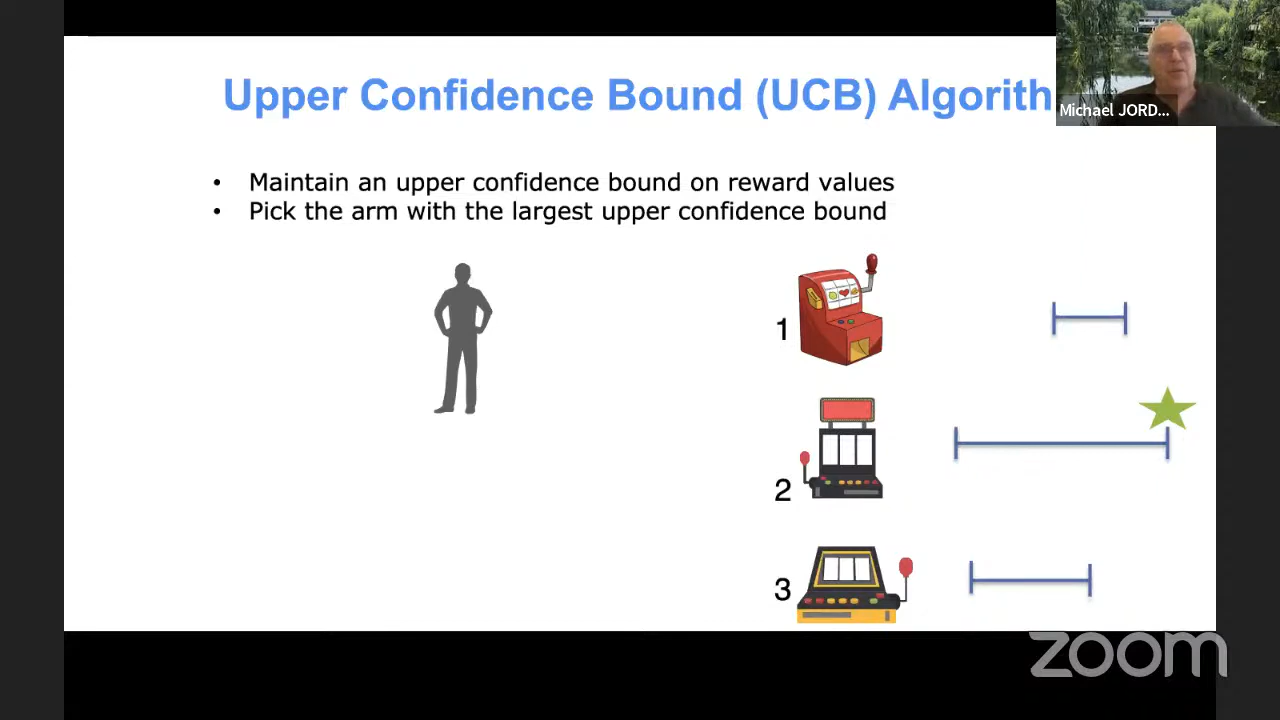 Upper Confidence Bound (UCB) Algorith
Michael JORD...
• Maintain an upper confidence bound on reward values
• Pick the arm with the largest upper confidence bound
1
2
3
zoom